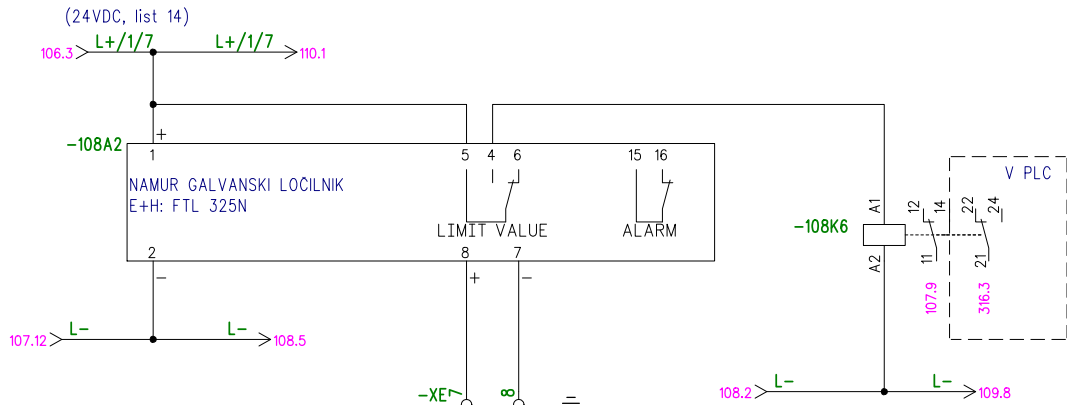 (24VDC, list 14)
106.3 L+/1/7 L+/1/7 110.1
-108A2 + 1 5 4 6 15 16
NAMUR GALVANSKI LOČILNIK
E+H: FTL 325N
LIMIT VALUE ALARM
2 8 7
- + -
107.12 L- L- 108.5
-XE 7 8
V PLC
-108K6 A1 A2 12 14 11 22 24 21
107.9 316.3
108.2 L- L- 109.8